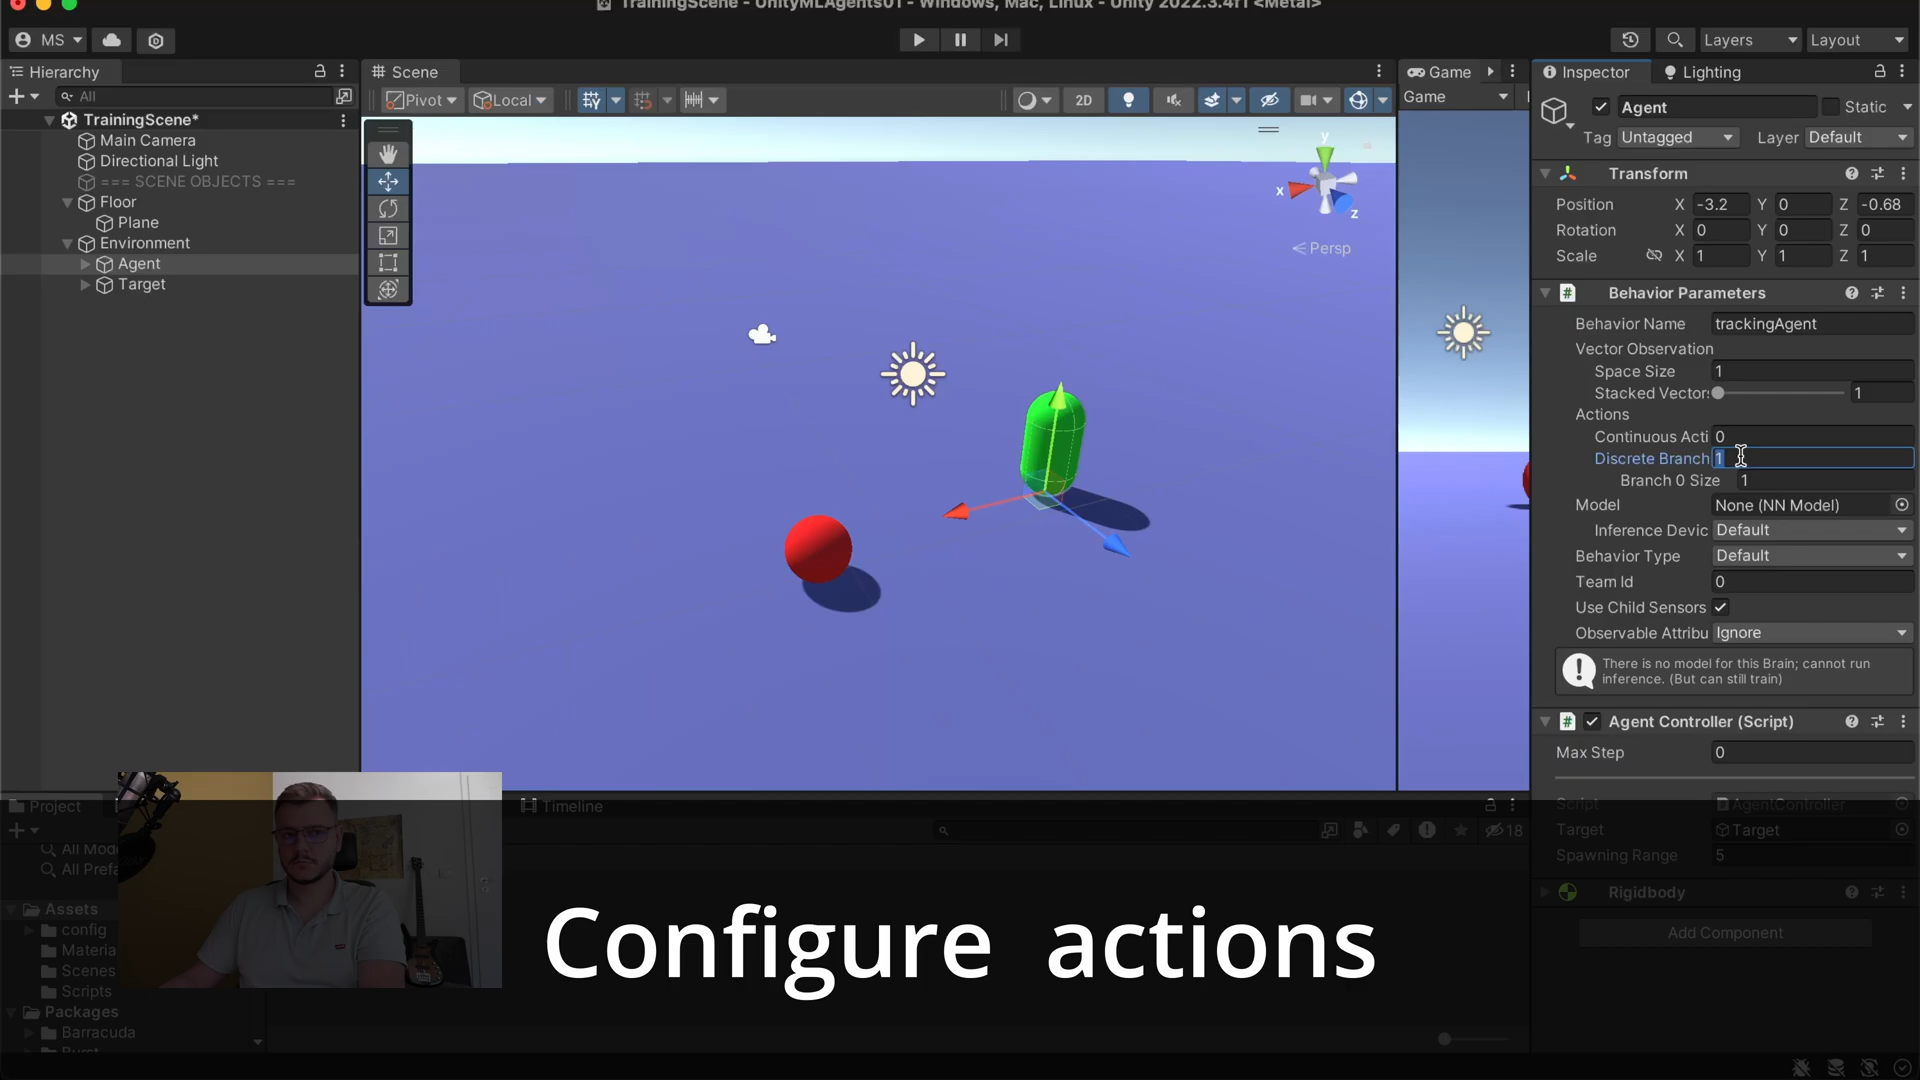 TrainingScene - UnityMLAgents01 - Windows, Mac, Linux - Unity 2022.3.4f1 <Metal>
MS
Layers
Layout
Hierarchy
All
TrainingScene*
Main Camera
Directional Light
=== SCENE OBJECTS ===
Floor
Plane
Environment
Agent
Target
Scene
Pivot
Local
2D
y
x
z
Persp
Game
Game
Inspector
Lighting
Agent
Static
Tag Untagged Layer Default
Transform
Position X -3.2 Y 0 Z -0.68
Rotation X 0 Y 0 Z 0
Scale X 1 Y 1 Z 1
Behavior Parameters
Behavior Name trackingAgent
Vector Observation
Space Size 1
Stacked Vector: 1
Actions
Continuous Acti 0
Discrete Branch 1
Branch 0 Size 1
Model None (NN Model)
Inference Devic Default
Behavior Type Default
Team Id 0
Use Child Sensors
Observable Attribu Ignore
There is no model for this Brain; cannot run
inference. (But can still train)
Agent Controller (Script)
Max Step 0
Script AgentController
Target Target
Spawning Range 5
Rigidbody
Add Component
Project
Timeline
18
All Mode
All Prefa
Assets
config
Materia
Scenes
Scripts
Packages
Barracuda
Configure actions